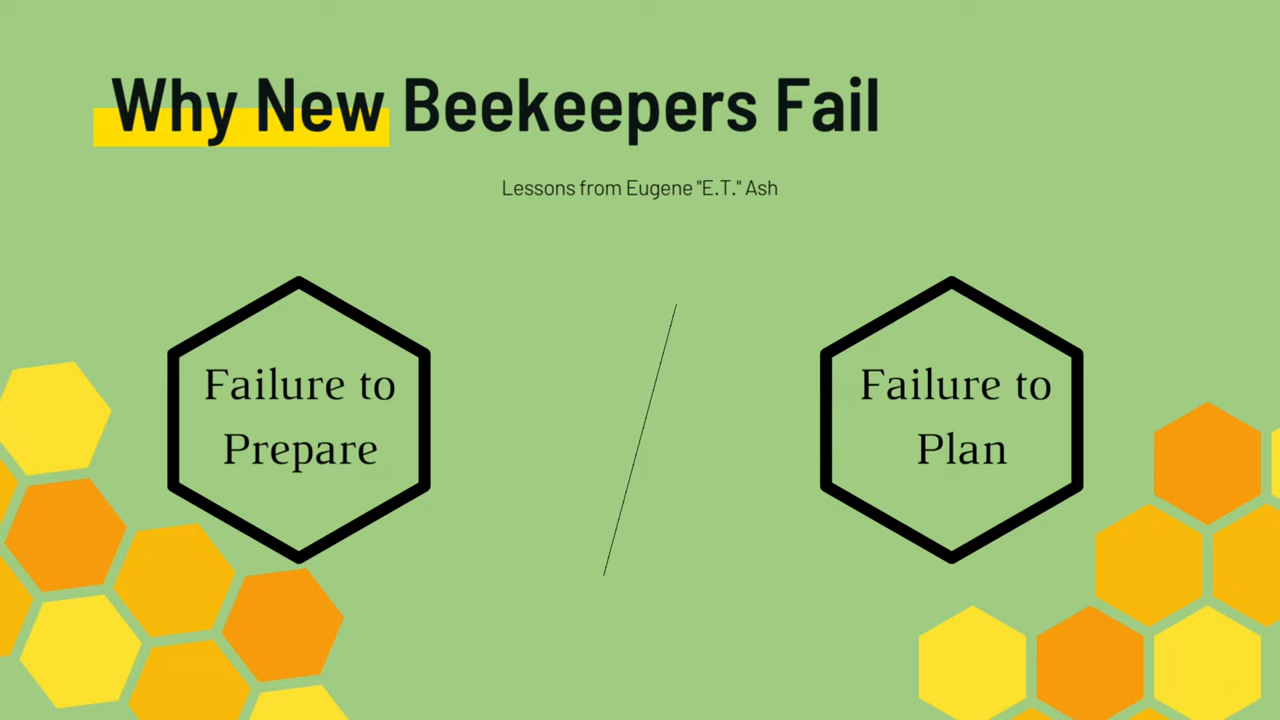 Why New Beekeepers Fail
Lessons from Eugene "E.T." Ash
Failure to
Prepare
Failure to
Plan